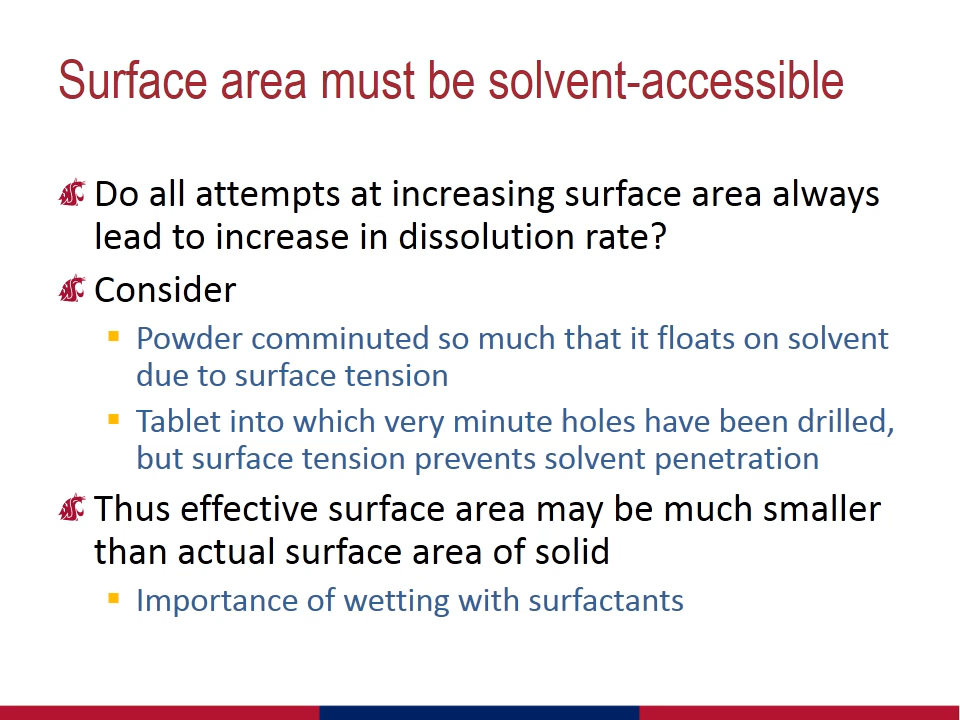 Surface area must be solvent-accessible
Do all attempts at increasing surface area always
lead to increase in dissolution rate?
Consider
Powder comminuted so much that it floats on solvent
due to surface tension
Tablet into which very minute holes have been drilled,
but surface tension prevents solvent penetration
Thus effective surface area may be much smaller
than actual surface area of solid
Importance of wetting with surfactants